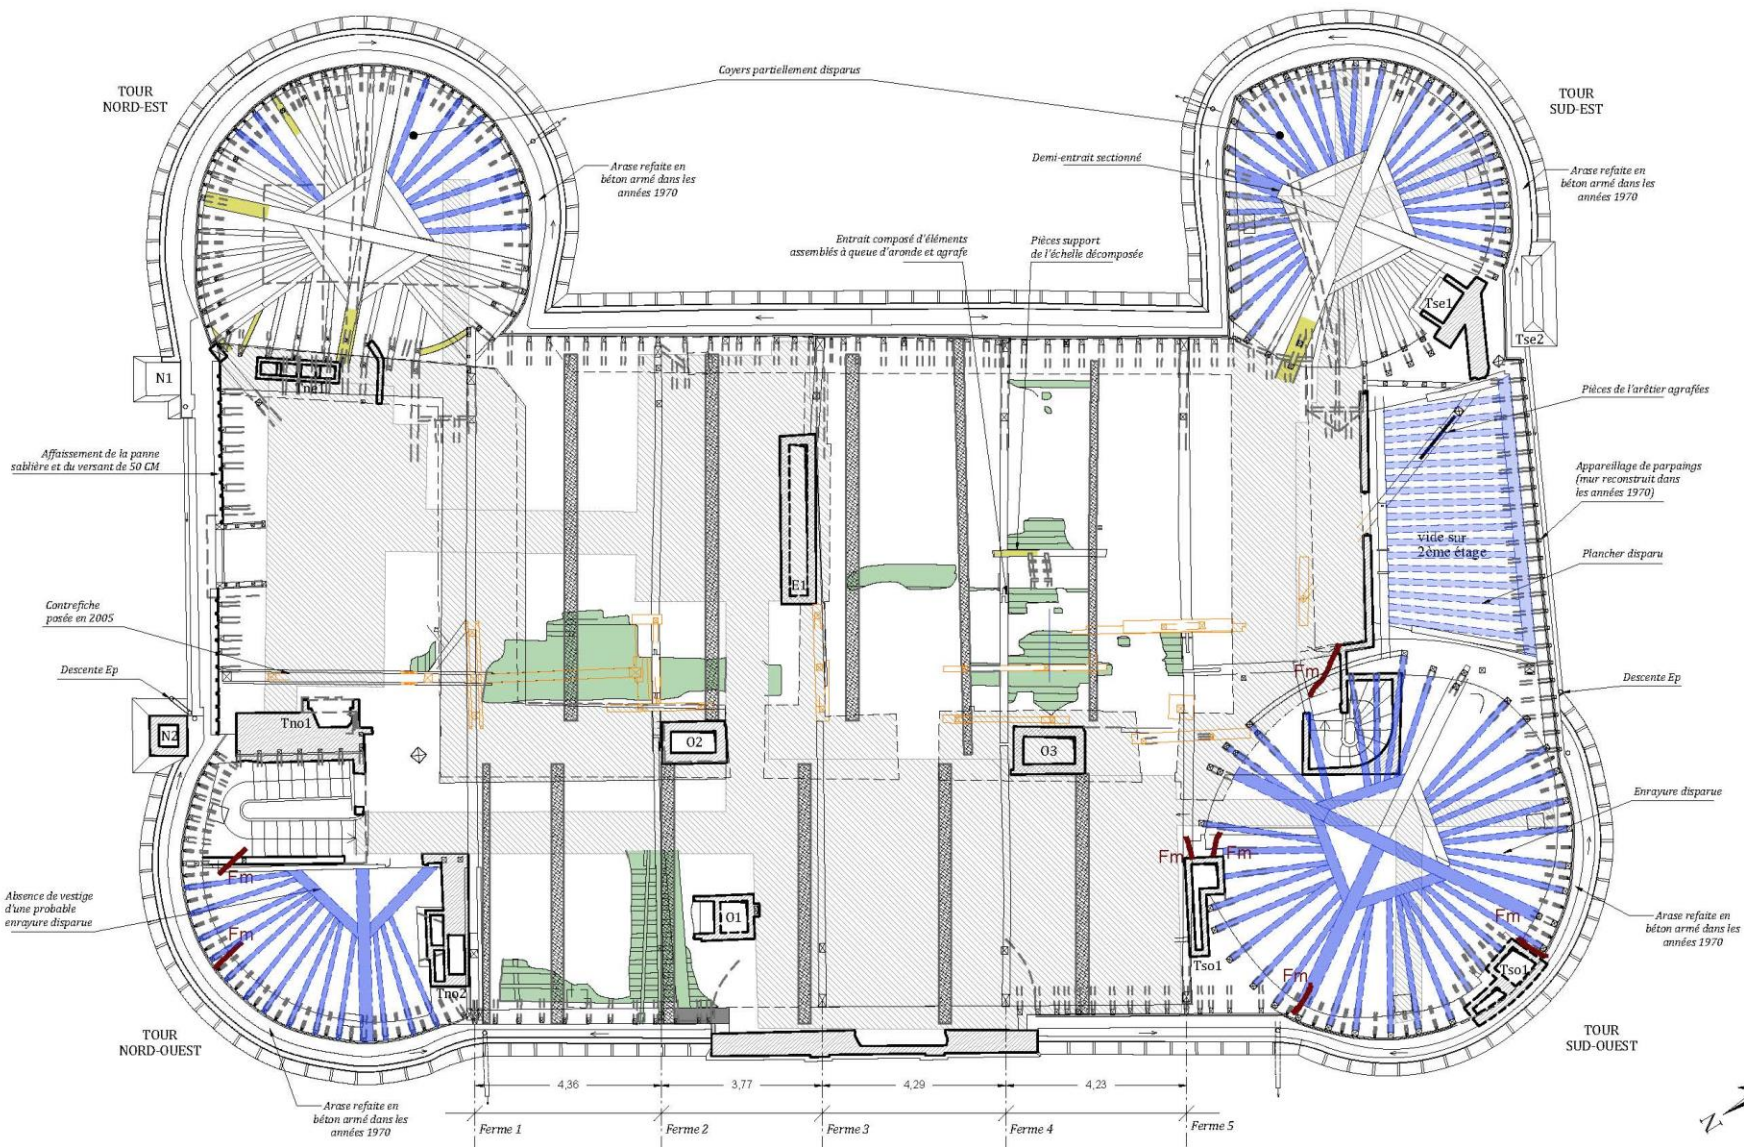 Coyers partiellement disparus
TOUR
NORD-EST
TOUR
SUD-EST
Arase refaite en
béton armé dans les
années 1970
Demi-entrait sectionné
Arase refaite en
béton armé dans les
années 1970
Entrait composé d'éléments
assemblés à queue d'aronde et agrafe
Pièces support
de l'échelle décomposée
Tse1
Tse2
N1
Tne1
Pièces de l'arêtier agrafées
Affaissement de la panne
sablière et du versant de 50 CM
Appareillage de parpaings
(mur reconstruit dans
les années 1970)
vide sur
2ème étage
Plancher disparu
E1
Contrefiche
posée en 2005
Descente Ep
Fm
Descente Ep
Tno1
N2
O2
O3
Enrayure disparue
Fm
Fm
Fm
Absence de vestige
d'une probable
enrayure disparue
O1
Fm
Fm
Arase refaite en
béton armé dans les
années 1970
Tso1
Tso1
Fm
Tno2
TOUR
NORD-OUEST
TOUR
SUD-OUEST
4,36
3,77
4,29
4,23
Arase refaite en
béton armé dans les
années 1970
Ferme 1
Ferme 2
Ferme 3
Ferme 4
Ferme 5
N